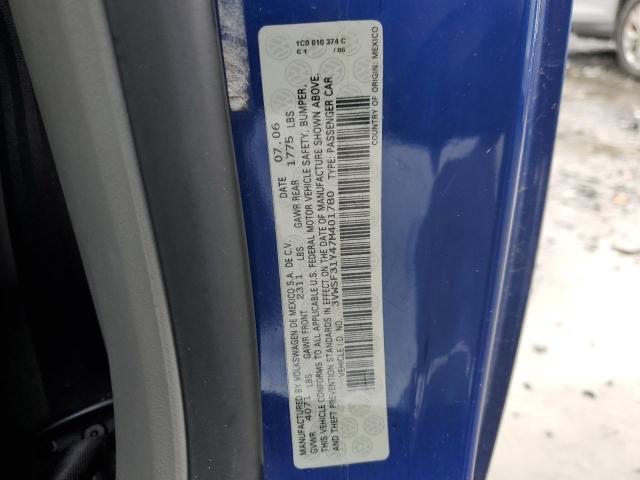 1C0 010 374 C
C 1 / 06
MANUFACTURED BY VOLKSWAGEN DE MEXICO S.A. DE C.V. DATE 07.06
GVWR 4071 LBS GAWR FRONT 2311 LBS GAWR REAR 1775 LBS
THIS VEHICLE CONFORMS TO ALL APPLICABLE U.S. FEDERAL MOTOR VEHICLE SAFETY, BUMPER,
AND THEFT PREVENTION STANDARDS IN EFFECT ON THE DATE OF MANUFACTURE SHOWN ABOVE.
VEHICLE I.D. NO. 3VWSF31Y47M401780 TYPE: PASSENGER CAR
COUNTRY OF ORIGIN: MEXICO